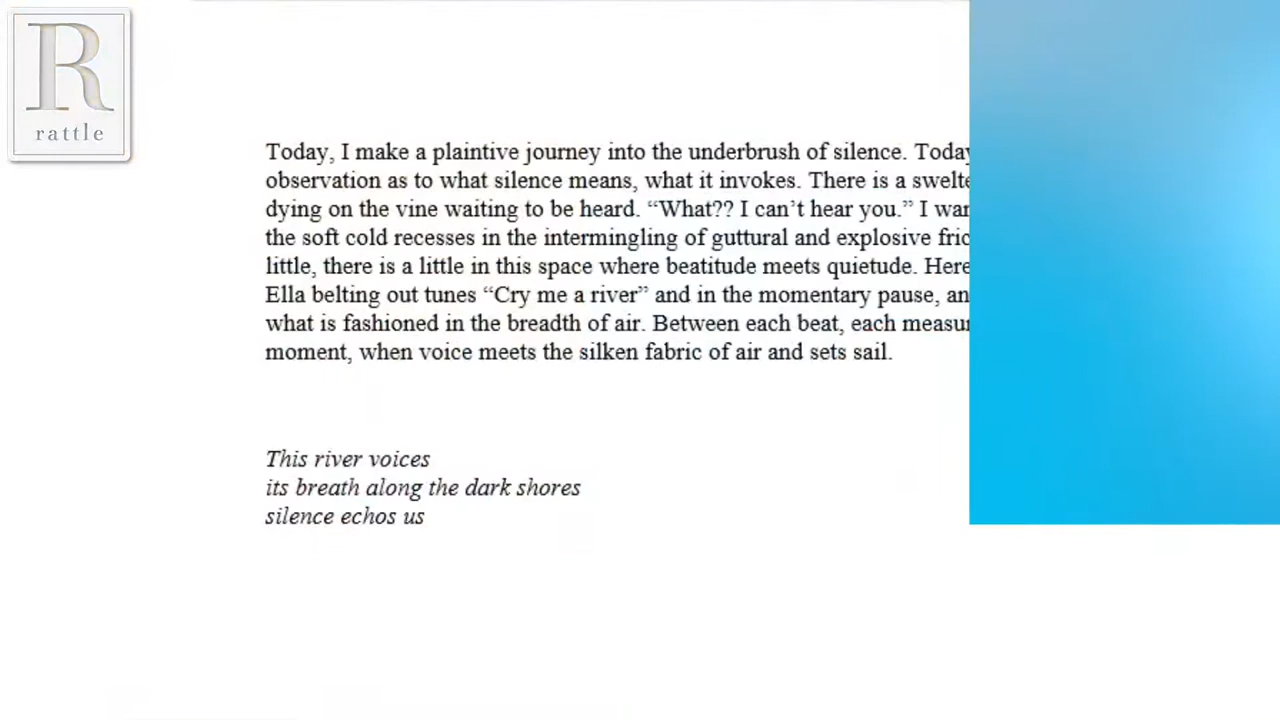 R
rattle
Today, I make a plaintive journey into the underbrush of silence. Today
observation as to what silence means, what it invokes. There is a swelte
dying on the vine waiting to be heard. “What?? I can’t hear you.” I wan
the soft cold recesses in the intermingling of guttural and explosive fric
little, there is a little in this space where beatitude meets quietude. Here
Ella belting out tunes “Cry me a river” and in the momentary pause, an
what is fashioned in the breadth of air. Between each beat, each measur
moment, when voice meets the silken fabric of air and sets sail.
This river voices
its breath along the dark shores
silence echos us